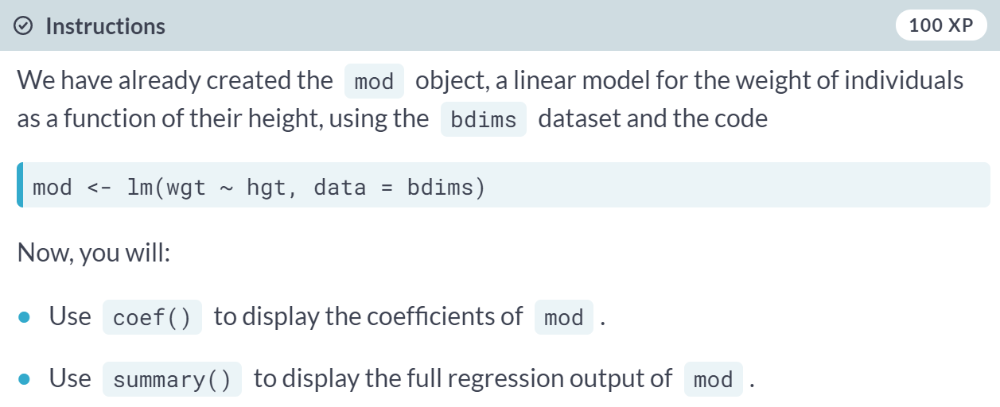 Instructions
100 XP
We have already created the mod object, a linear model for the weight of individuals
as a function of their height, using the bdims dataset and the code
mod <- lm(wgt ~ hgt, data = bdims)
Now, you will:
Use coef() to display the coefficients of mod .
Use summary() to display the full regression output of mod .